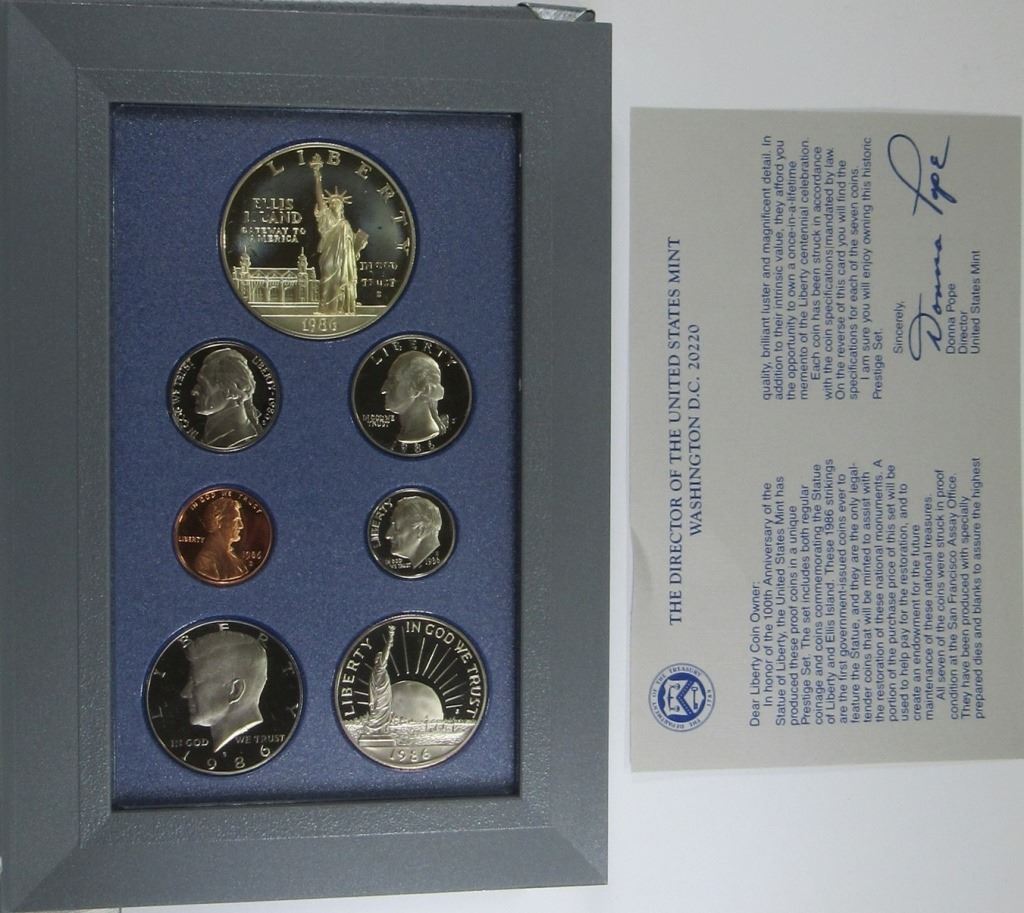 LIBERTY
ELLIS
ISLAND
GATEWAY TO
AMERICA
IN GOD
WE
TRUST
S
1986
IN GOD WE TRUST
LIBERTY · 1986
S
LIBERTY
IN GOD WE
TRUST
S
1986
IN GOD WE TRUST
LIBERTY
1986
S
LIBERTY
IN GOD
WE TRUST
1986
LIBERTY
IN GOD WE TRUST
S
1986
LIBERTY
IN GOD WE TRUST
1986
THE DIRECTOR OF THE UNITED STATES MINT
WASHINGTON D.C. 20220
THE DEPARTMENT OF THE TREASURY
1789
Dear Liberty Coin Owner:
In honor of the 100th Anniversary of the
Statue of Liberty, the United States Mint has
produced these proof coins in a unique
Prestige Set. The set includes both regular
coinage and coins commemorating the Statue
of Liberty and Ellis Island. These 1986 strikings
are the first government-issued coins ever to
feature the Statue, and they are the only legal-
tender coins that will be minted to assist with
the restoration of these national monuments. A
portion of the purchase price of this set will be
used to help pay for the restoration, and to
create an endowment for the future
maintenance of these national treasures.
All seven of the coins were struck in proof
condition at the San Francisco Assay Office.
They have been produced with specially
prepared dies and blanks to assure the highest
quality, brilliant luster and magnificent detail. In
addition to their intrinsic value, they afford you
the opportunity to own a once-in-a-lifetime
memento of the Liberty centennial celebration.
Each coin has been struck in accordance
with the coin specifications mandated by law.
On the reverse of this card you will find the
specifications for each of the seven coins.
I am sure you will enjoy owning this historic
Prestige Set.
Sincerely,
Donna Pope
Donna Pope
Director
United States Mint